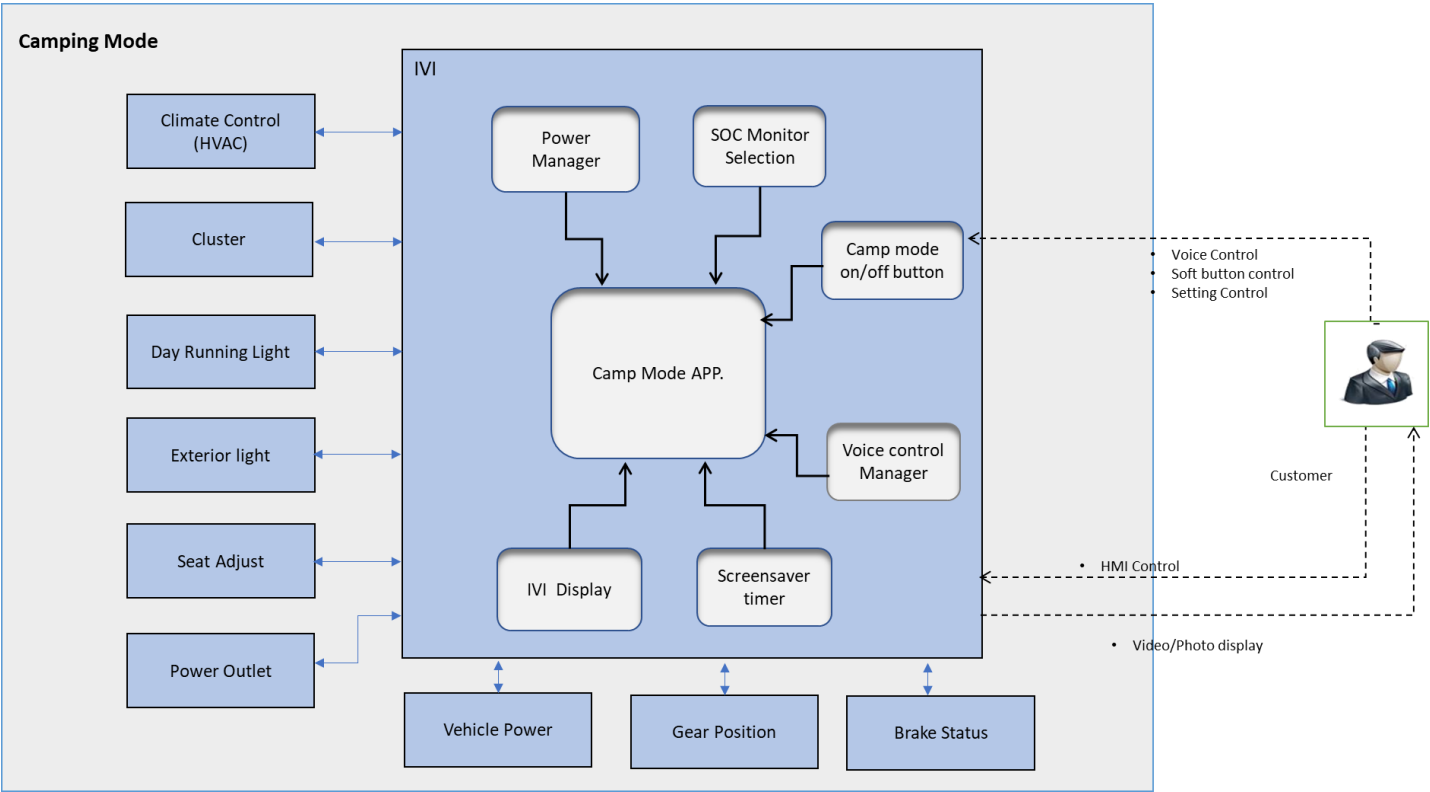 Camping Mode
IVI
Climate Control
(HVAC)
Cluster
Day Running Light
Exterior light
Seat Adjust
Power Outlet
Power
Manager
SOC Monitor
Selection
Camp mode
on/off button
Camp Mode APP.
Voice control
Manager
IVI Display
Screensaver
timer
Vehicle Power
Gear Position
Brake Status
• Voice Control
• Soft button control
• Setting Control
Customer
• HMI Control
• Video/Photo display